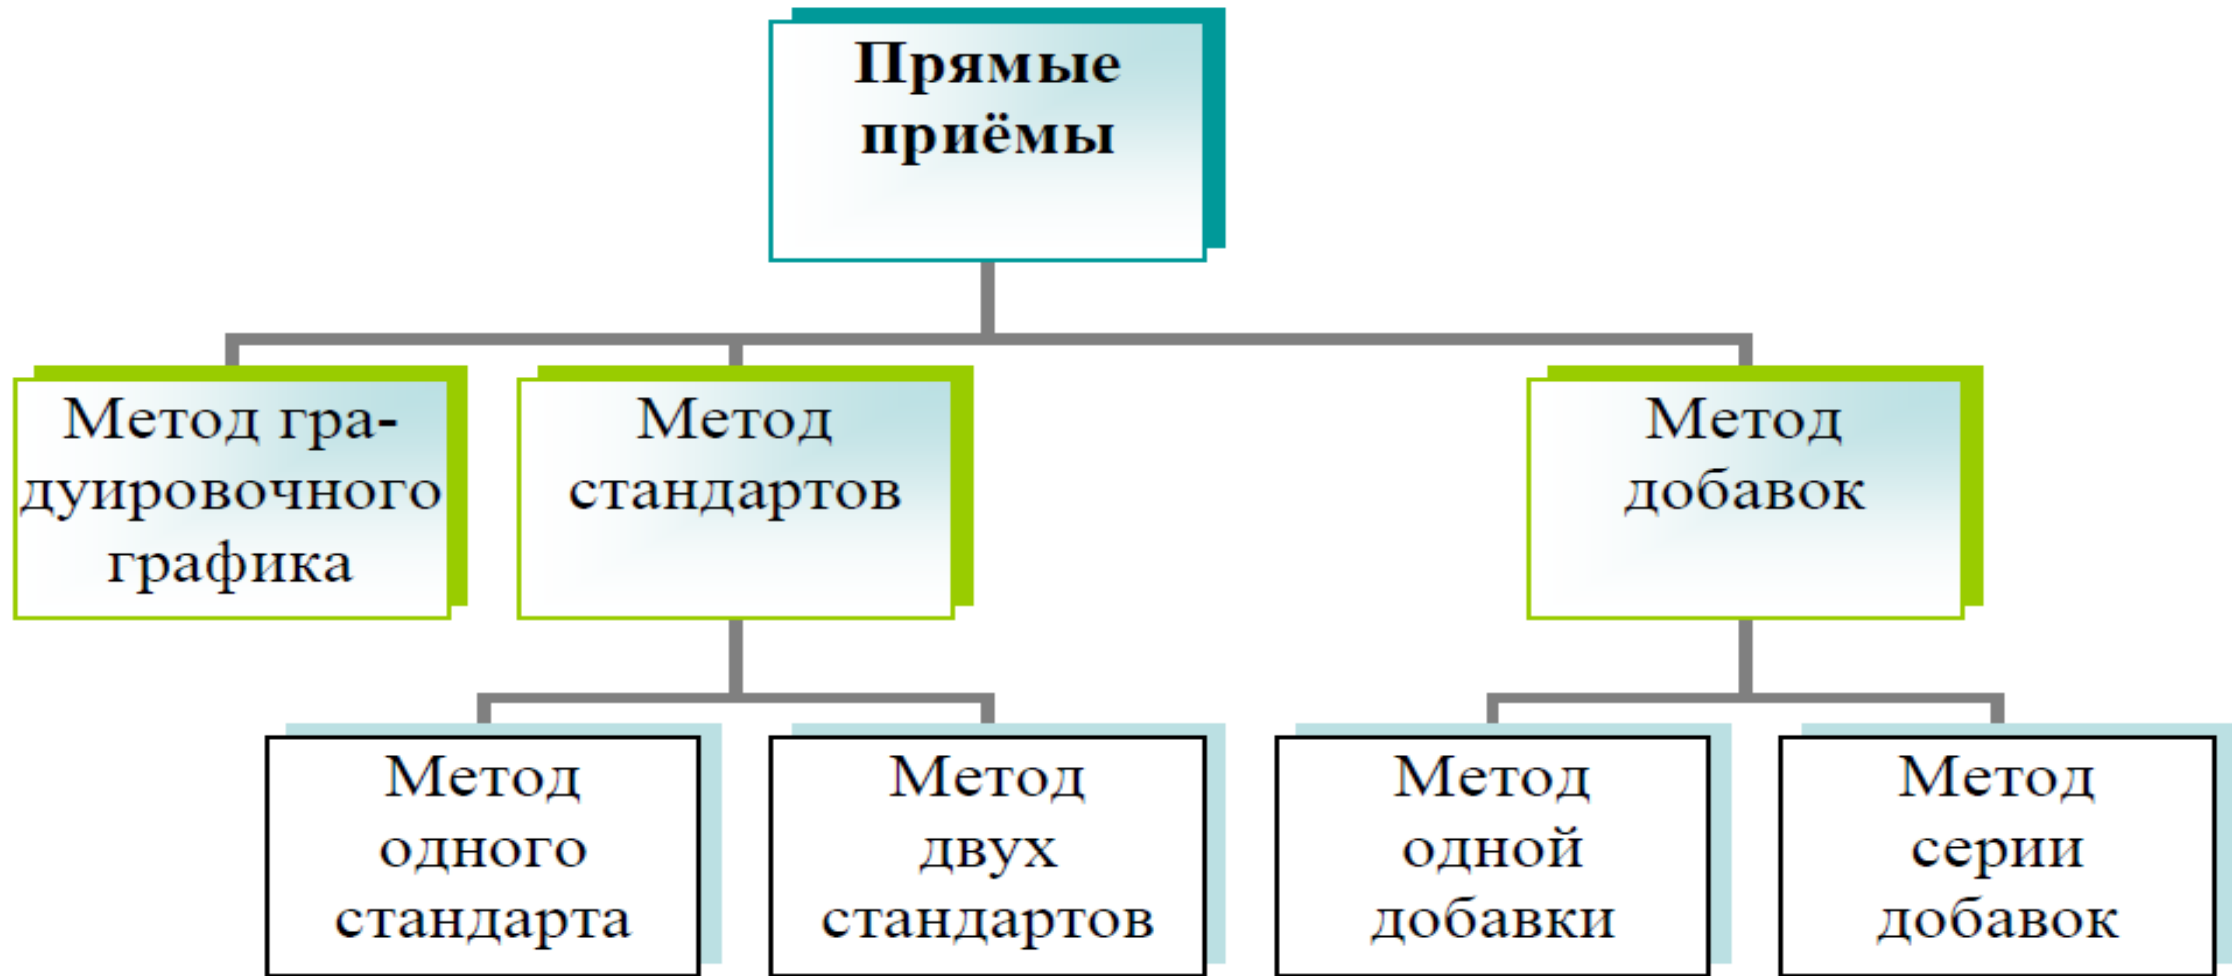 Прямые
приёмы
Метод гра-
дуировочного
графика
Метод
стандартов
Метод
добавок
Метод
одного
стандарта
Метод
двух
стандартов
Метод
одной
добавки
Метод
серии
добавок